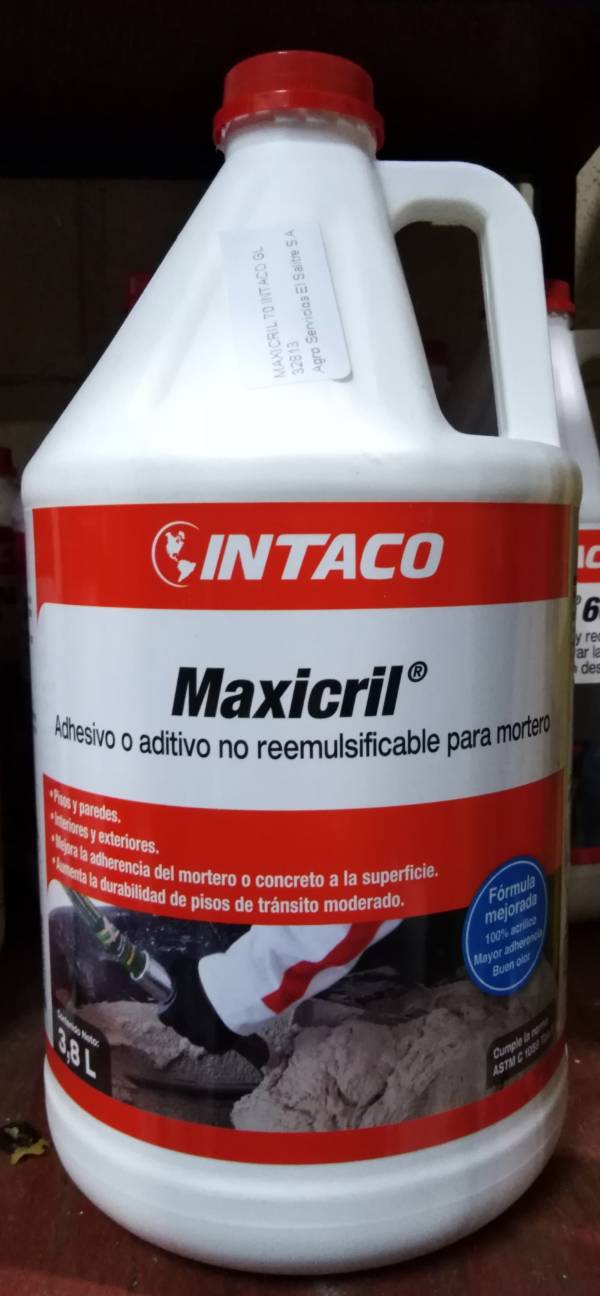 MAXICRIL 70 INTACO GL
32813
Agro Servicios El Salitre S.A
INTACO
Maxicril®
Adhesivo o aditivo no reemulsificable para mortero
• Pisos y paredes.
• Interiores y exteriores.
• Mejora la adherencia del mortero o concreto a la superficie.
• Aumenta la durabilidad de pisos de tránsito moderado.
Fórmula
mejorada
100% acrílico
Mayor adherencia
Buen olor
Contenido Neto:
3,8 L
Cumple la norma
ASTM C 1059